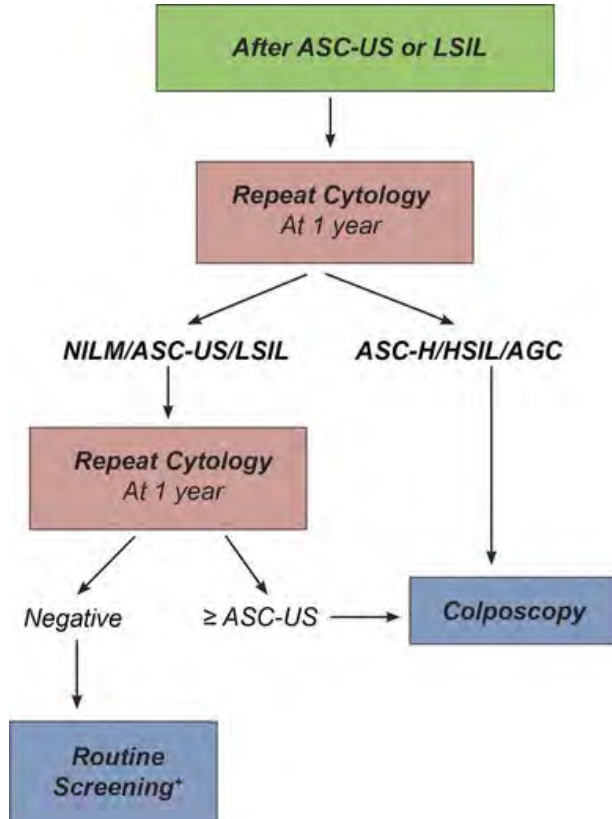 After ASC-US or LSIL
Repeat Cytology
At 1 year
NILM/ASC-US/LSIL
ASC-H/HSIL/AGC
Repeat Cytology
At 1 year
Negative
≥ ASC-US
Colposcopy
Routine
Screening⁺